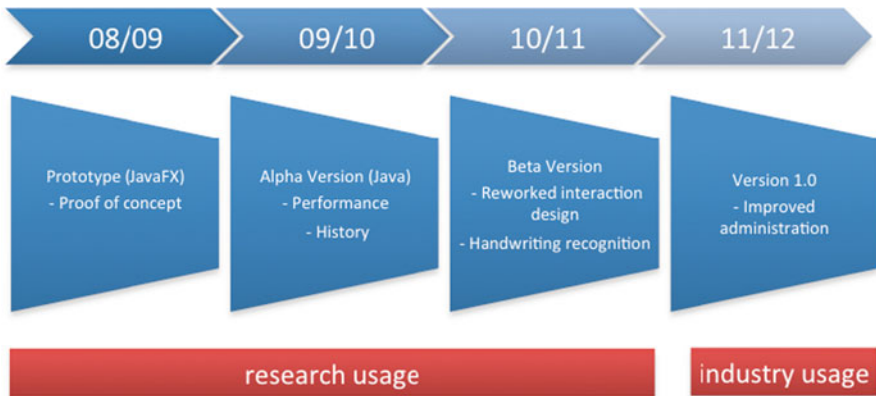 08/09
09/10
10/11
11/12
Prototype (JavaFX)
- Proof of concept
Alpha Version (Java)
- Performance
- History
Beta Version
- Reworked interaction
design
- Handwriting recognition
Version 1.0
- Improved
administration
research usage
industry usage